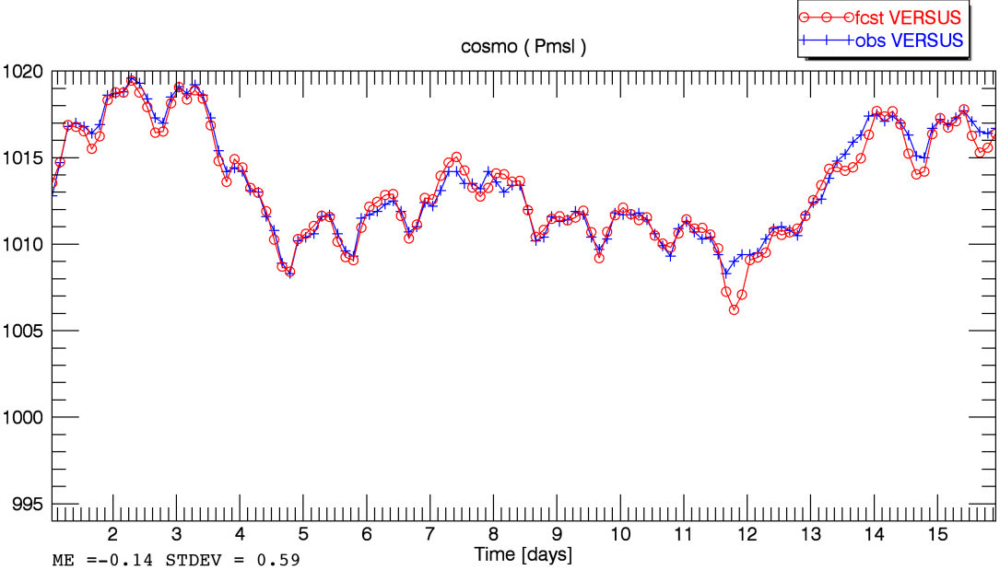 fcst VERSUS
obs VERSUS
cosmo ( Pmsl )
1020
1015
1010
1005
1000
995
2 3 4 5 6 7 8 9 10 11 12 13 14 15
Time [days]
ME =-0.14 STDEV = 0.59